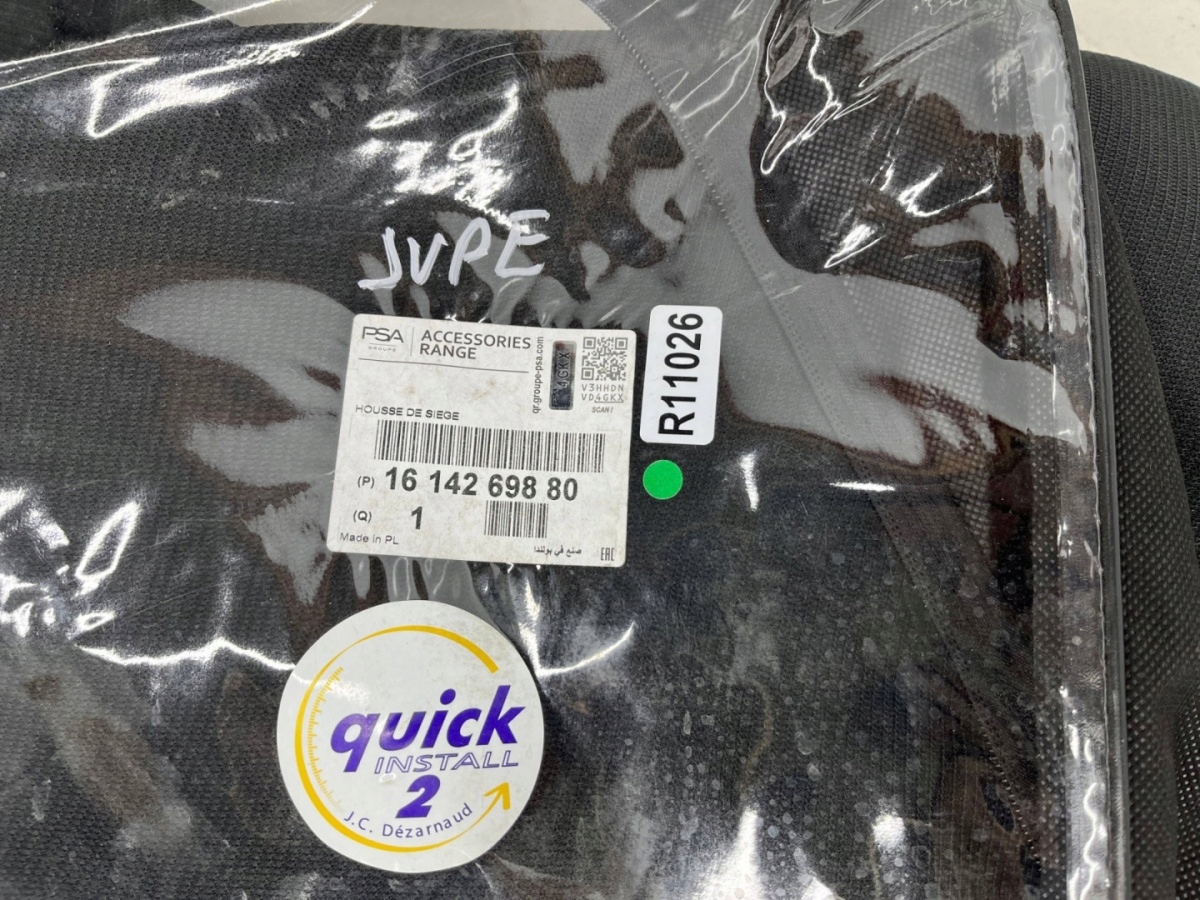 JVPE
PSA
GROUPE
ACCESSORIES
RANGE
qr.groupe-psa.com
4GKX
V3HHDN
VD4GKX
SCAN!
HOUSSE DE SIEGE
(P) 16 142 698 80
(Q) 1
Made in PL
صنع في بولندا
EAC
R11026
quick
INSTALL
2
J.C. Dézarnaud